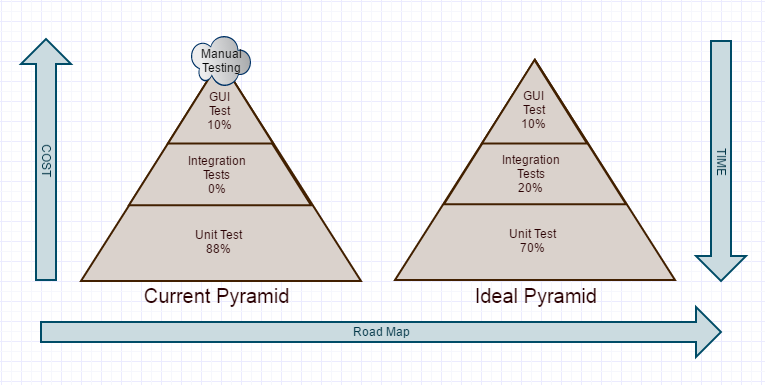 Manual
Testing
GUI
Test
10%
Integration
Tests
0%
Unit Test
88%
Current Pyramid
GUI
Test
10%
Integration
Tests
20%
Unit Test
70%
Ideal Pyramid
COST
TIME
Road Map